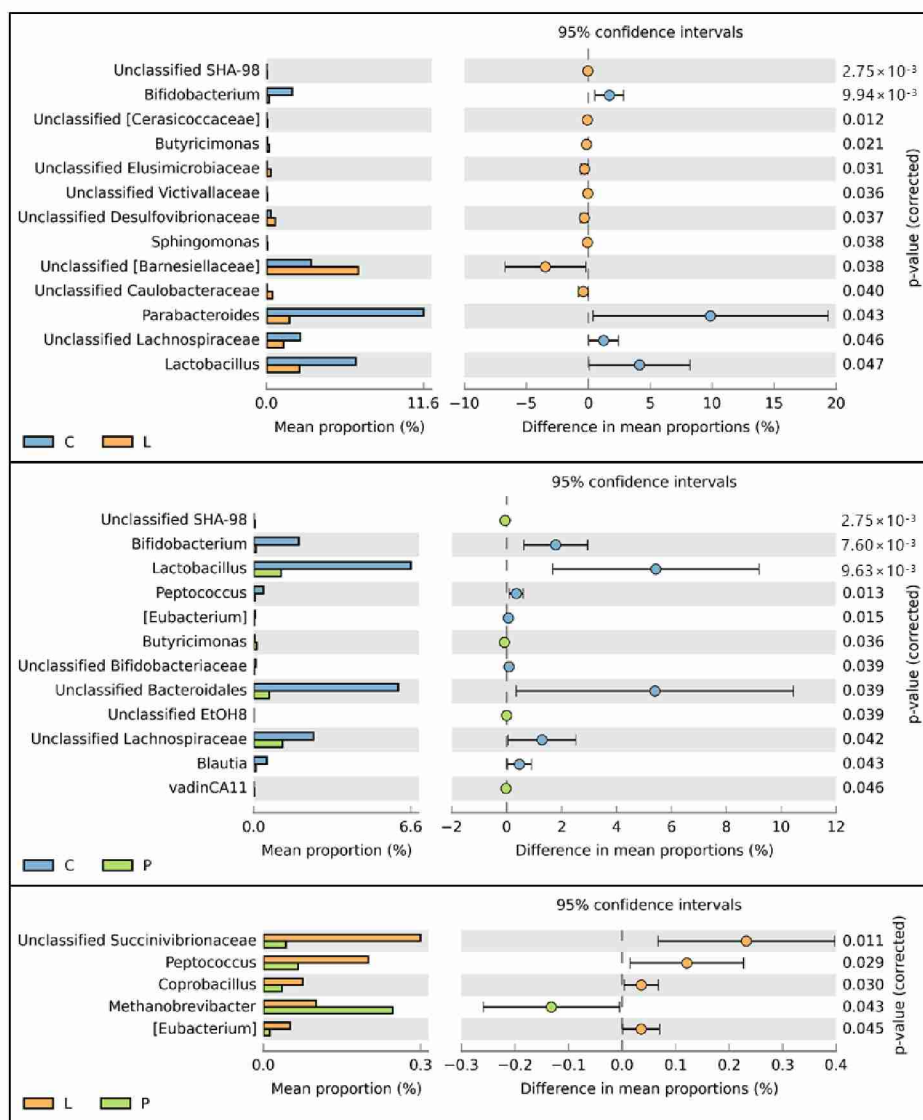 95% confidence intervals
Unclassified SHA-98 2.75×10⁻³
Bifidobacterium 9.94×10⁻³
Unclassified [Cerasicoccaceae] 0.012
Butyricimonas 0.021
Unclassified Elusimicrobiaceae 0.031
Unclassified Victivallaceae 0.036
Unclassified Desulfovibrionaceae 0.037
Sphingomonas 0.038
Unclassified [Barnesiellaceae] 0.038
Unclassified Caulobacteraceae 0.040
Parabacteroides 0.043
Unclassified Lachnospiraceae 0.046
Lactobacillus 0.047
p-value (corrected)
0.0 11.6 −10 −5 0 5 10 15 20
Mean proportion (%) Difference in mean proportions (%)
C L
95% confidence intervals
Unclassified SHA-98 2.75×10⁻³
Bifidobacterium 7.60×10⁻³
Lactobacillus 9.63×10⁻³
Peptococcus 0.013
[Eubacterium] 0.015
Butyricimonas 0.036
Unclassified Bifidobacteriaceae 0.039
Unclassified Bacteroidales 0.039
Unclassified EtOH8 0.039
Unclassified Lachnospiraceae 0.042
Blautia 0.043
vadinCA11 0.046
p-value (corrected)
0.0 6.6 −2 0 2 4 6 8 10 12
Mean proportion (%) Difference in mean proportions (%)
C P
95% confidence intervals
Unclassified Succinivibrionaceae 0.011
Peptococcus 0.029
Coprobacillus 0.030
Methanobrevibacter 0.043
[Eubacterium] 0.045
p-value (corrected)
0.0 0.3 −0.3 −0.2 −0.1 0.0 0.1 0.2 0.3 0.4
Mean proportion (%) Difference in mean proportions (%)
L P